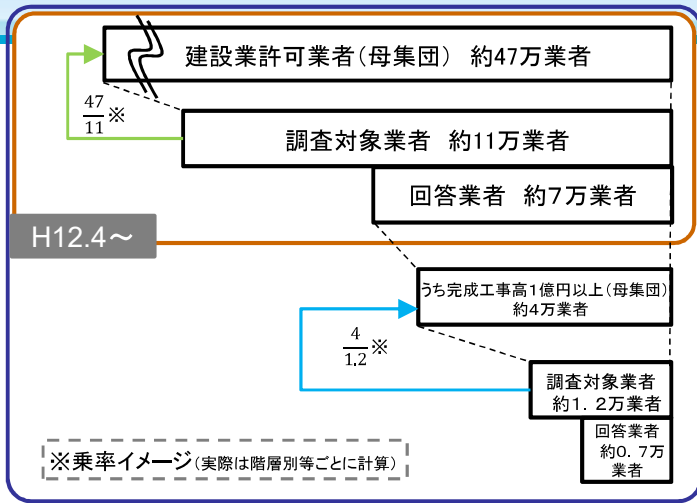 建設業許可業者(母集団) 約47万業者
47
11
※
調査対象業者 約11万業者
回答業者 約7万業者
H12.4～
うち完成工事高1億円以上(母集団)
約4万業者
4
1.2
※
調査対象業者
約1．2万業者
回答業者
約0．7万
業者
※乗率イメージ(実際は階層別等ごとに計算)